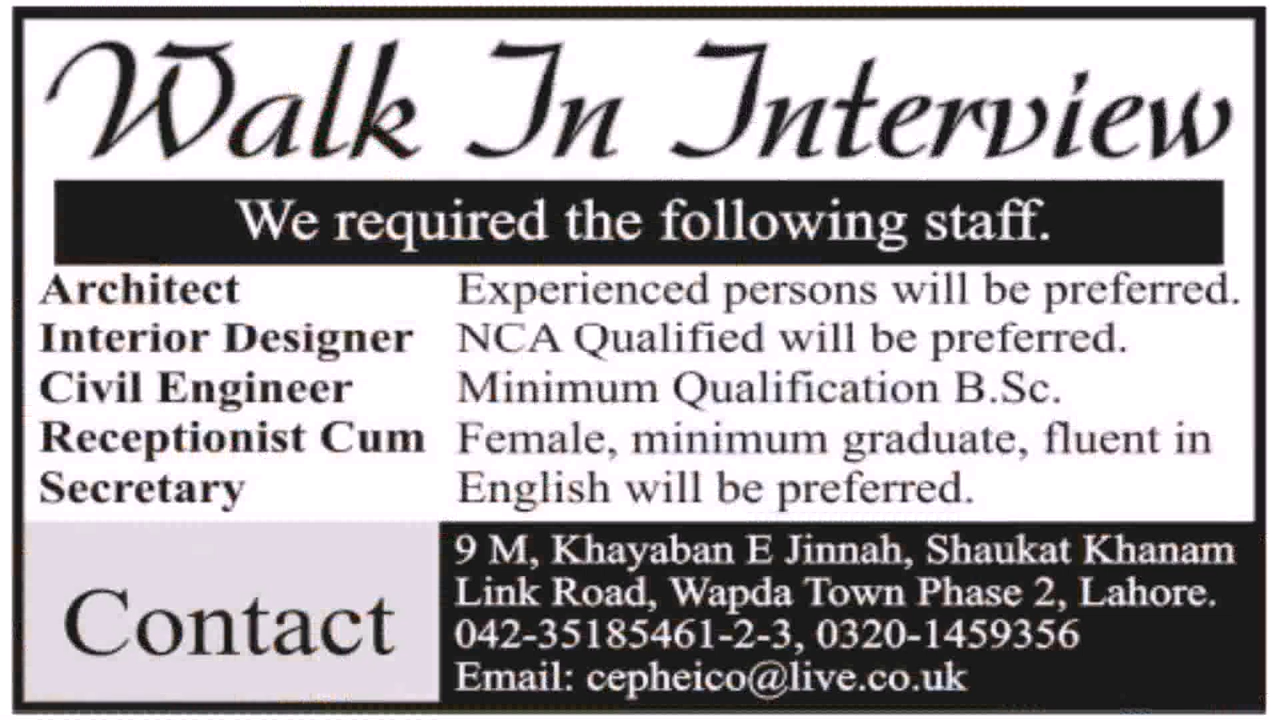 Walk In Interview
We required the following staff.
Architect Experienced persons will be preferred.
Interior Designer NCA Qualified will be preferred.
Civil Engineer Minimum Qualification B.Sc.
Receptionist Cum Female, minimum graduate, fluent in
Secretary English will be preferred.
Contact
9 M, Khayaban E Jinnah, Shaukat Khanam
Link Road, Wapda Town Phase 2, Lahore.
042-35185461-2-3, 0320-1459356
Email: cepheico@live.co.uk